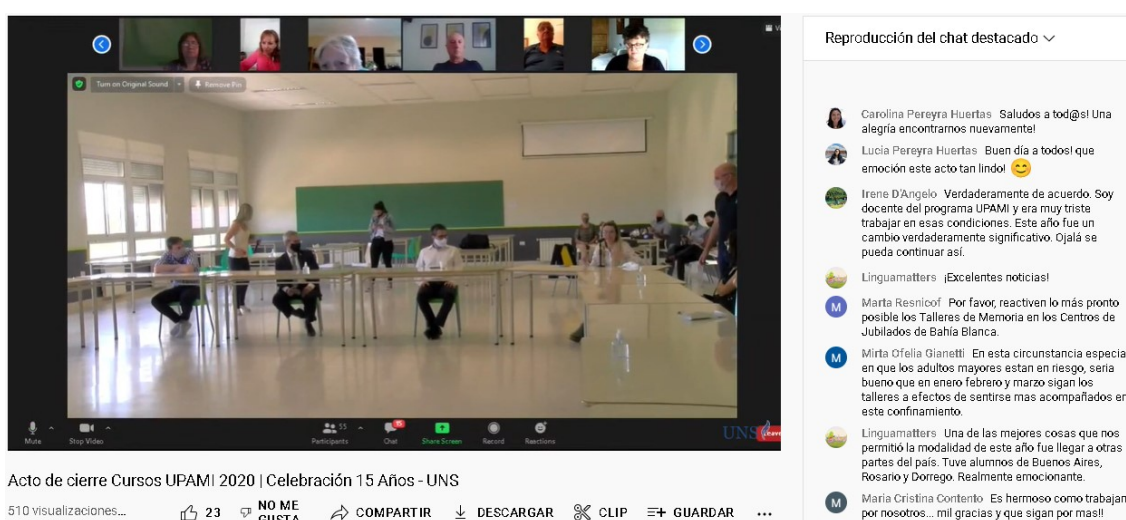 Turn on Original Sound
Remove Pin
Mute
Stop Video
Participants
55
Chat
Share Screen
Record
Reactions
UNS
Leave
Acto de cierre Cursos UPAMI 2020 | Celebración 15 Años - UNS
510 visualizaciones...
23
NO ME
GUSTA
COMPARTIR
DESCARGAR
CLIP
GUARDAR
...
Reproducción del chat destacado
Carolina Pereyra Huertas Saludos a tod@s! Una
alegría encontrarnos nuevamente!
Lucia Pereyra Huertas Buen día a todos! que
emoción este acto tan lindo! 😊
Irene D'Angelo Verdaderamente de acuerdo. Soy
docente del programa UPAMI y era muy triste
trabajar en esas condiciones. Este año fue un
cambio verdaderamente significativo. Ojalá se
pueda continuar así.
Linguamatters ¡Excelentes noticias!
M
Marta Resnicof Por favor, reactiven lo más pronto
posible los Talleres de Memoria en los Centros de
Jubilados de Bahía Blanca.
M
Mirta Ofelia Gianetti En esta circunstancia especia
en que los adultos mayores estan en riesgo, seria
bueno que en enero febrero y marzo sigan los
talleres a efectos de sentirse mas acompañados en
este confinamiento.
Linguamatters Una de las mejores cosas que nos
permitió la modalidad de este año fue llegar a otras
partes del país. Tuve alumnos de Buenos Aires,
Rosario y Dorrego. Realmente emocionante.
M
Maria Cristina Contento Es hermoso como trabajan
por nosotros... mil gracias y que sigan por mas!!